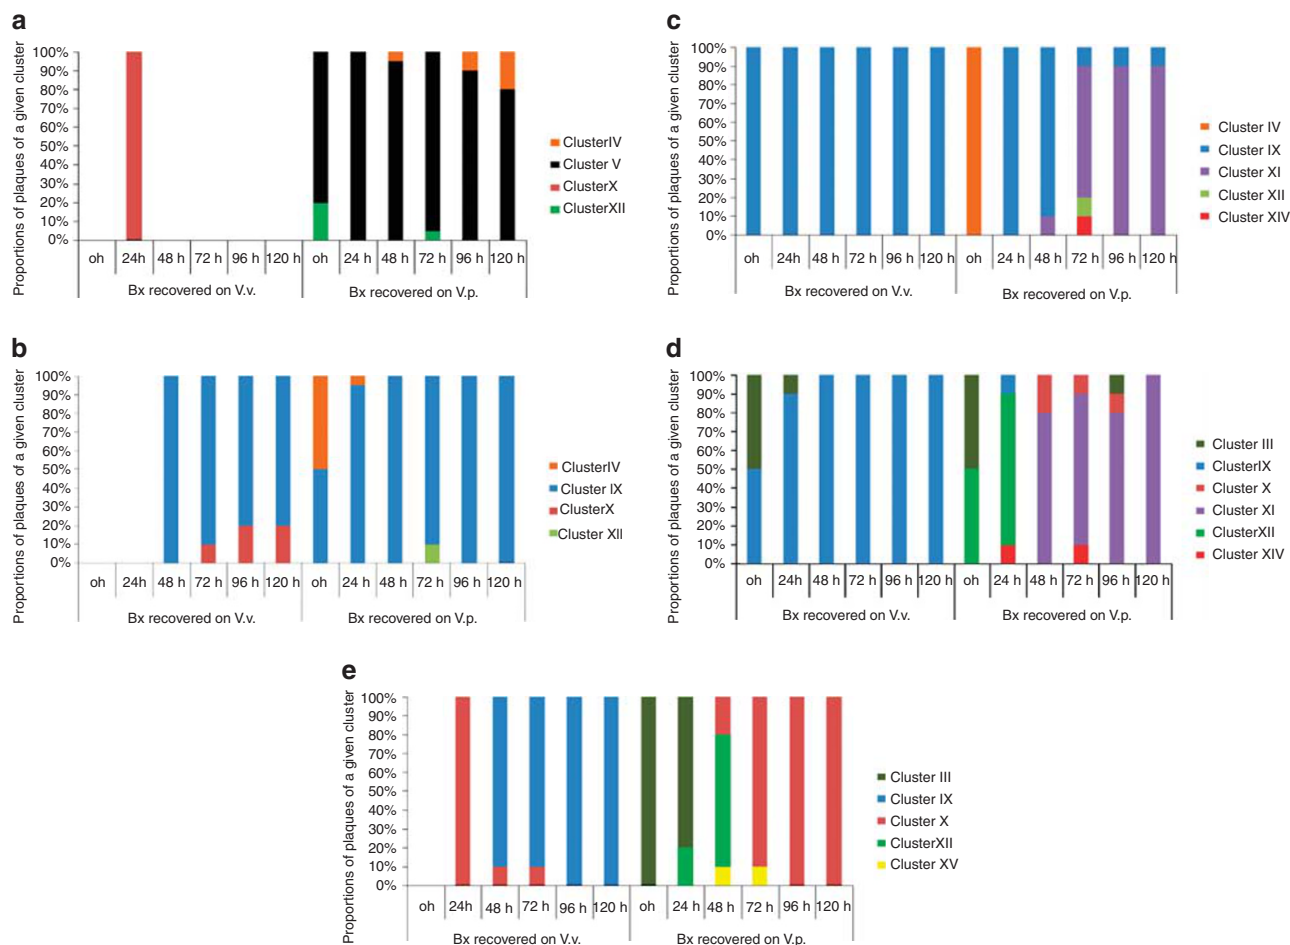 a
Proportions of plaques of a given cluster
100%
90%
80%
70%
60%
50%
40%
30%
20%
10%
0%
oh 24h 48 h 72 h 96 h 120 h oh 24 h 48 h 72 h 96 h 120 h
Bx recovered on V.v. Bx recovered on V.p.
ClusterIV
Cluster V
ClusterX
ClusterXII
c
Proportions of plaques of a given cluster
100%
90%
80%
70%
60%
50%
40%
30%
20%
10%
0%
oh 24h 48 h 72 h 96 h 120 h oh 24 h 48 h 72 h 96 h 120 h
Bx recovered on V.v. Bx recovered on V.p.
Cluster IV
Cluster IX
Cluster XI
Cluster XII
Cluster XIV
b
Proportions of plaques of a given cluster
100%
90%
80%
70%
60%
50%
40%
30%
20%
10%
0%
oh 24h 48 h 72 h 96 h 120 h oh 24 h 48 h 72 h 96 h 120 h
Bx recovered on V.v. Bx recovered on V.p.
ClusterIV
Cluster IX
ClusterX
Cluster XII
d
Proportions of plaques of a given cluster
100%
90%
80%
70%
60%
50%
40%
30%
20%
10%
0%
oh 24h 48 h 72 h 96 h 120 h oh 24 h 48 h 72 h 96 h 120 h
Bx recovered on V.v. Bx recovered on V.p.
Cluster III
ClusterIX
Cluster X
Cluster XI
ClusterXII
Cluster XIV
e
Proportions of plaques of a given cluster
100%
90%
80%
70%
60%
50%
40%
30%
20%
10%
0%
oh 24h 48 h 72 h 96 h 120 h oh 24 h 48 h 72 h 96 h 120 h
Bx recovered on V.v. Bx recovered on V.p.
Cluster III
Cluster IX
Cluster X
ClusterXII
Cluster XV